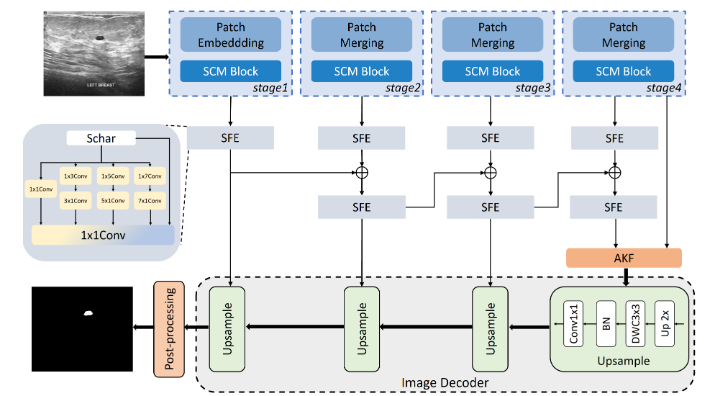 LEFT BREAST
Patch
Embeddding
SCM Block
stage1
Patch
Merging
SCM Block
stage2
Patch
Merging
SCM Block
stage3
Patch
Merging
SCM Block
stage4
SFE
SFE
SFE
SFE
Schar
1x1Conv
1x3Conv
1x5Conv
1x7Conv
3x1Conv
5x1Conv
7x1Conv
1x1Conv
SFE
SFE
SFE
AKF
Post-processing
Upsample
Upsample
Upsample
Conv1x1
BN
DWC3x3
Up 2x
Upsample
Image Decoder